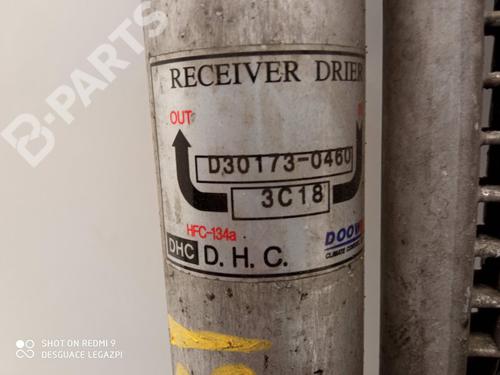 B-PARTS
RECEIVER DRIER
OUT
D30173-0460
3C18
HFC-134a
DHC D. H. C.
SHOT ON REDMI 9
DESGUACE LEGAZPI